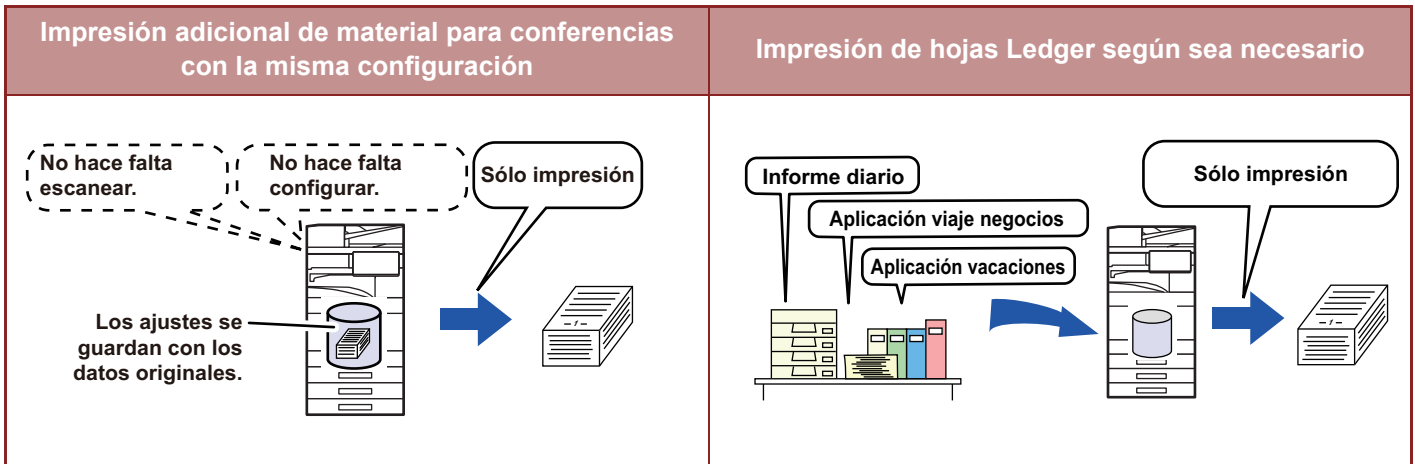 Impresión adicional de material para conferencias
con la misma configuración
Impresión de hojas Ledger según sea necesario
No hace falta
escanear.
No hace falta
configurar.
Sólo impresión
Los ajustes se
guardan con los
datos originales.
-1-
Informe diario
Aplicación viaje negocios
Aplicación vacaciones
Sólo impresión
-1-